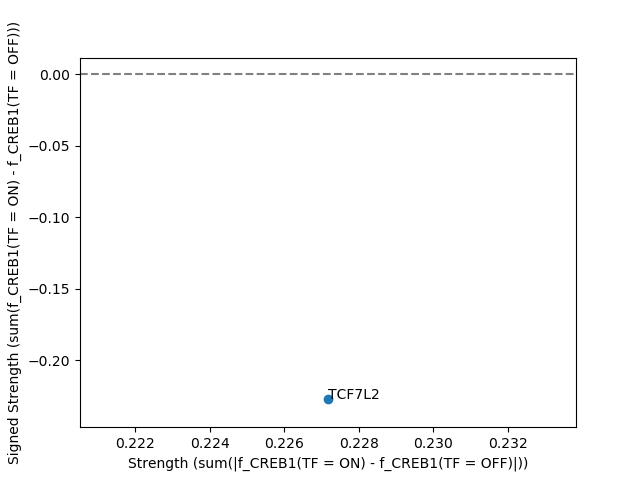 Signed Strength (sum(f_CREB1(TF = ON) - f_CREB1(TF = OFF)))
0.00
−0.05
−0.10
−0.15
−0.20
TCF7L2
0.222 0.224 0.226 0.228 0.230 0.232
Strength (sum(|f_CREB1(TF = ON) - f_CREB1(TF = OFF)|))